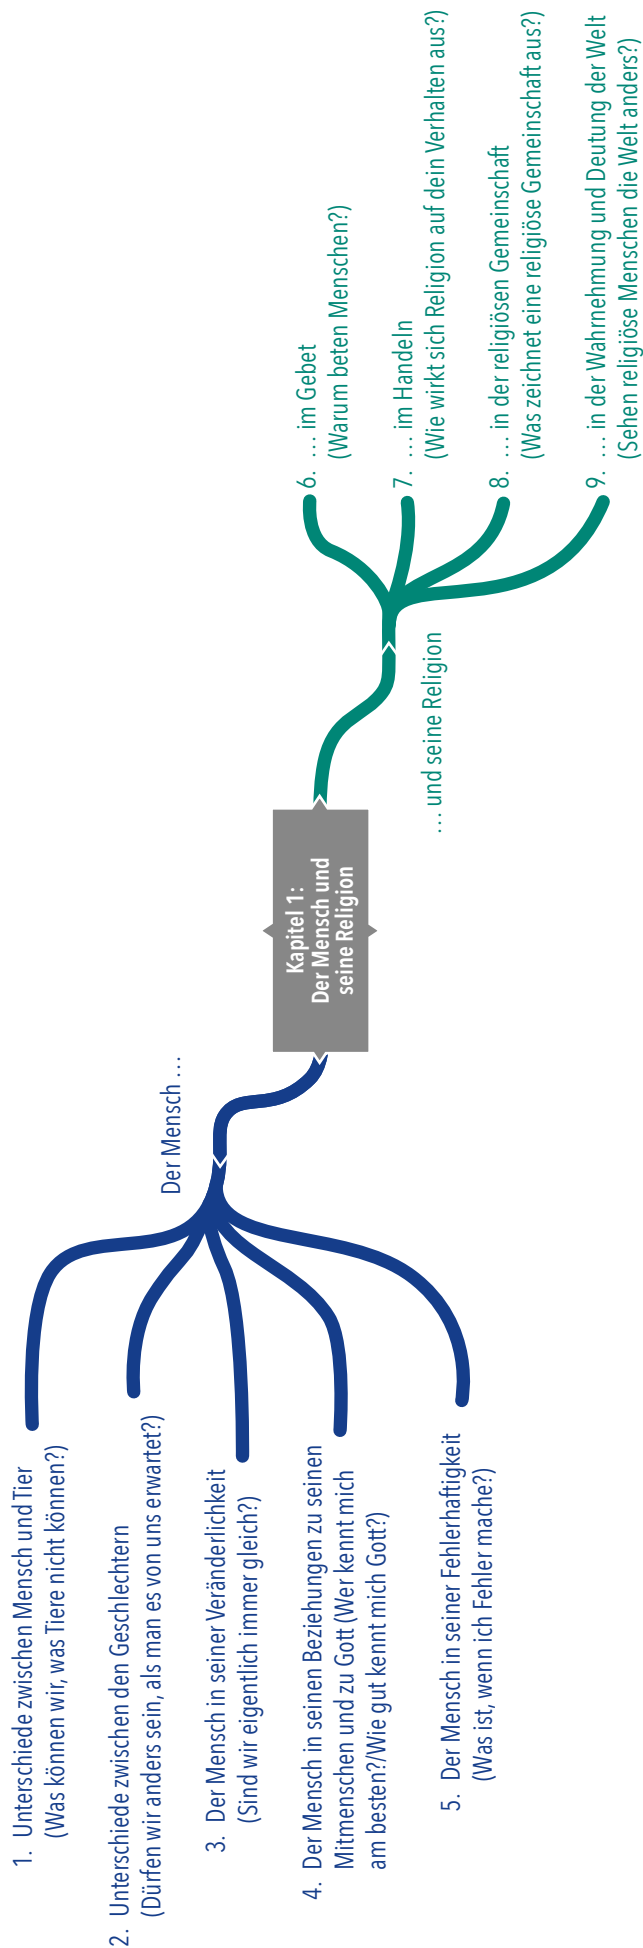 Kapitel 1:
Der Mensch und
seine Religion
Der Mensch …
1. Unterschiede zwischen Mensch und Tier
(Was können wir, was Tiere nicht können?)
2. Unterschiede zwischen den Geschlechtern
(Dürfen wir anders sein, als man es von uns erwartet?)
3. Der Mensch in seiner Veränderlichkeit
(Sind wir eigentlich immer gleich?)
4. Der Mensch in seinen Beziehungen zu seinen
Mitmenschen und zu Gott (Wer kennt mich
am besten?/Wie gut kennt mich Gott?)
5. Der Mensch in seiner Fehlerhaftigkeit
(Was ist, wenn ich Fehler mache?)
… und seine Religion
6. … im Gebet
(Warum beten Menschen?)
7. … im Handeln
(Wie wirkt sich Religion auf dein Verhalten aus?)
8. … in der religiösen Gemeinschaft
(Was zeichnet eine religiöse Gemeinschaft aus?)
9. … in der Wahrnehmung und Deutung der Welt
(Sehen religiöse Menschen die Welt anders?)